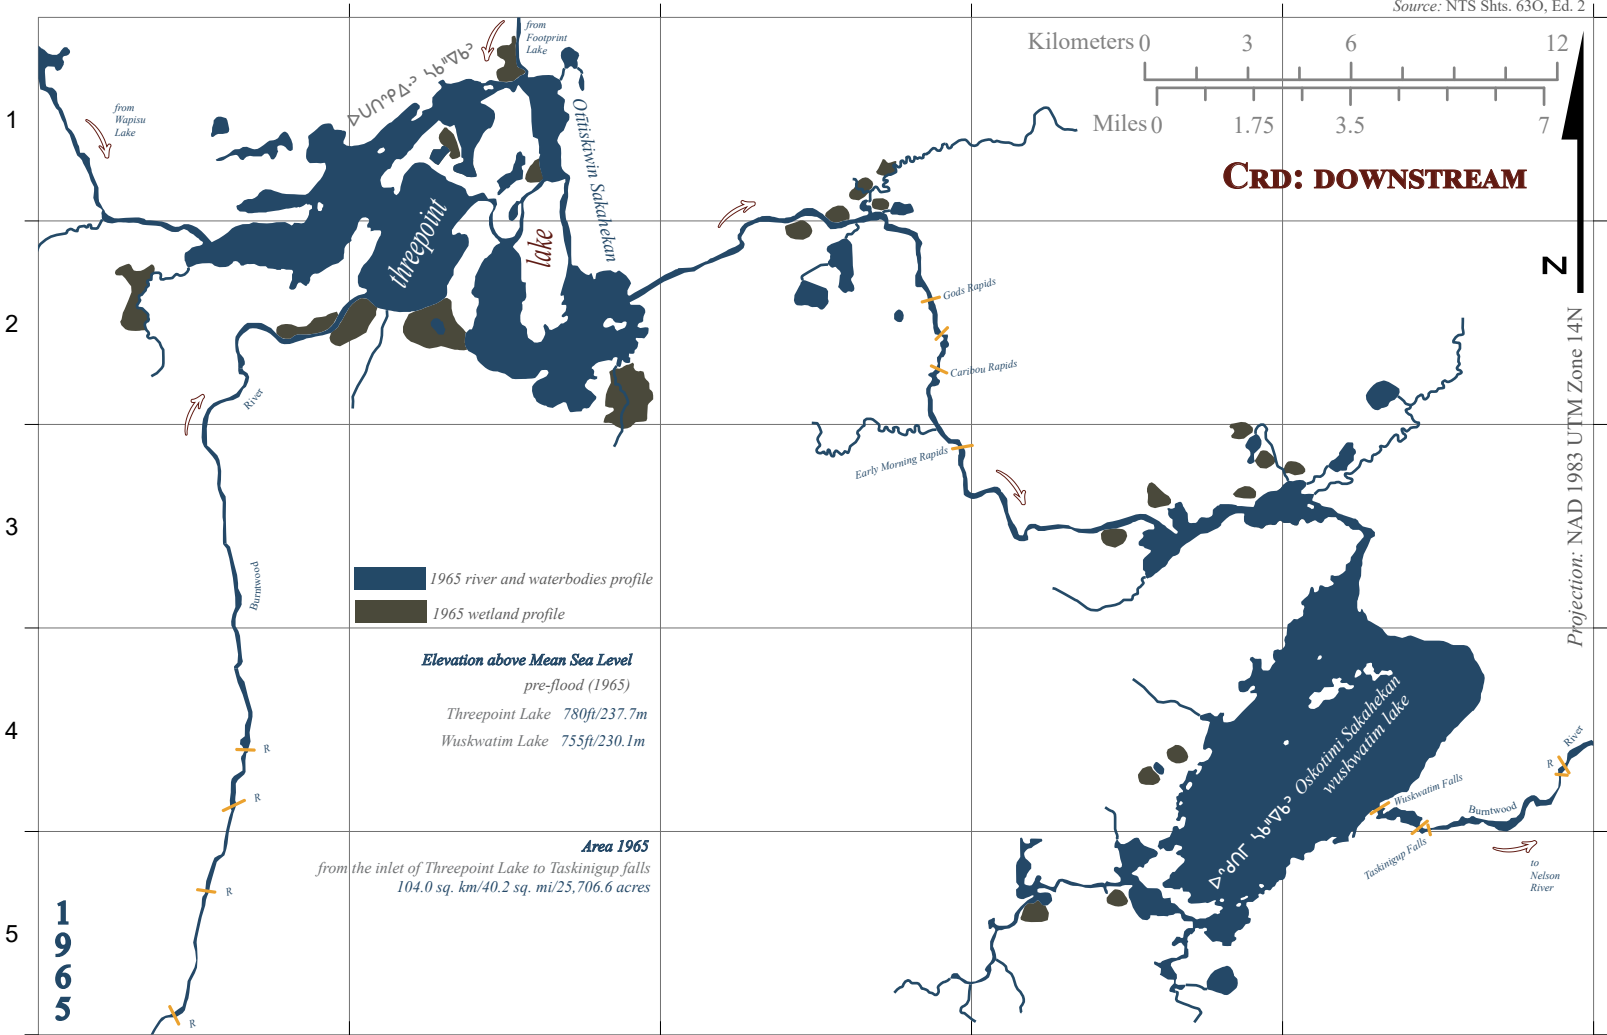 Source: NTS Shts. 63O, Ed. 2
Kilometers 0 3 6 12
Miles 0 1.75 3.5 7
CRD: DOWNSTREAM
N
Projection: NAD 1983 UTM Zone 14N
1
2
3
4
5
from
Footprint
Lake
from
Wapisu
Lake
ᐅᑌᑎᐢᑭᐃᐧᐣ ᓴᑲᐦᐁᑲᐣ
Otītiskiwin Sakahekan
threepoint
lake
River
Burntwood
Gods Rapids
Caribou Rapids
Early Morning Rapids
1965 river and waterbodies profile
1965 wetland profile
Elevation above Mean Sea Level
pre-flood (1965)
Threepoint Lake 780ft/237.7m
Wuskwatim Lake 755ft/230.1m
R
R
R
R
Area 1965
from the inlet of Threepoint Lake to Taskinigup falls
104.0 sq. km/40.2 sq. mi/25,706.6 acres
Oskotimi Sakahekan
wuskwatim lake
Wuskwatim Falls
Taskinigup Falls
Burntwood
River
R
to
Nelson
River
1965